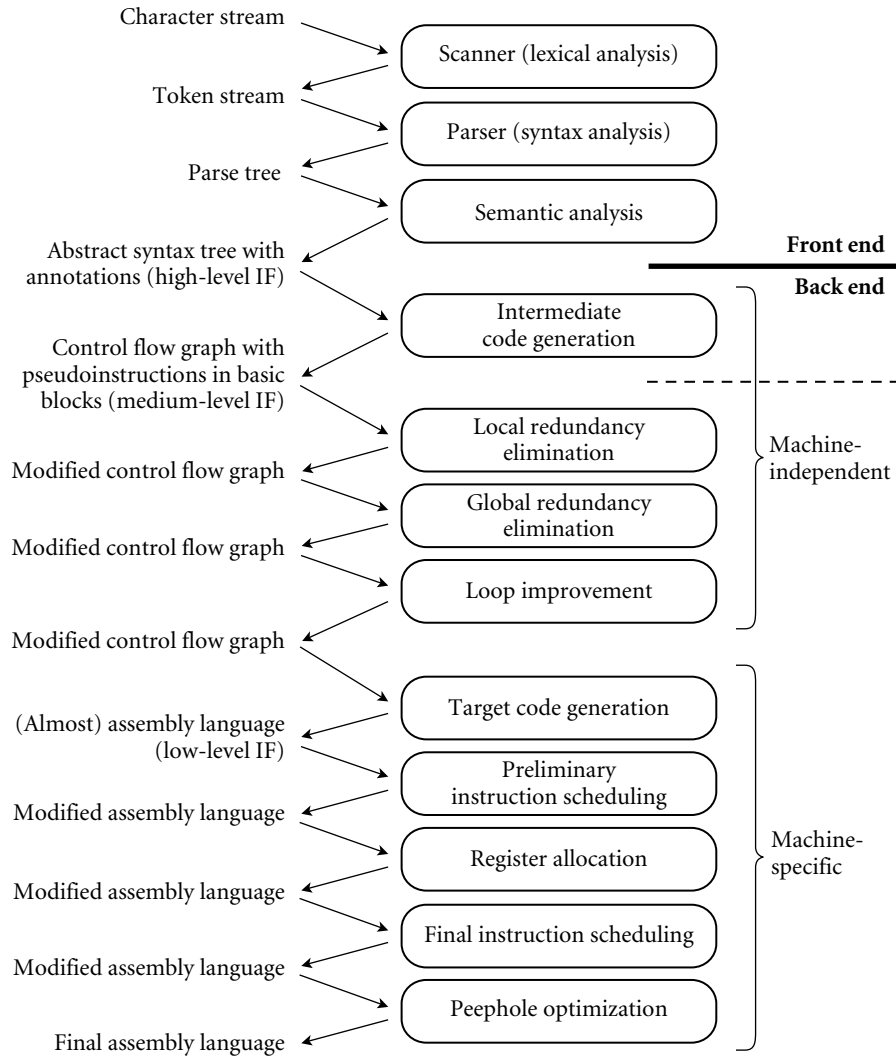 Character stream
Scanner (lexical analysis)
Token stream
Parser (syntax analysis)
Parse tree
Semantic analysis
Abstract syntax tree with
annotations (high-level IF)
Front end
Back end
Intermediate
code generation
Control flow graph with
pseudoinstructions in basic
blocks (medium-level IF)
Local redundancy
elimination
Machine-
independent
Modified control flow graph
Global redundancy
elimination
Modified control flow graph
Loop improvement
Modified control flow graph
Target code generation
(Almost) assembly language
(low-level IF)
Preliminary
instruction scheduling
Modified assembly language
Register allocation
Machine-
specific
Modified assembly language
Final instruction scheduling
Modified assembly language
Peephole optimization
Final assembly language